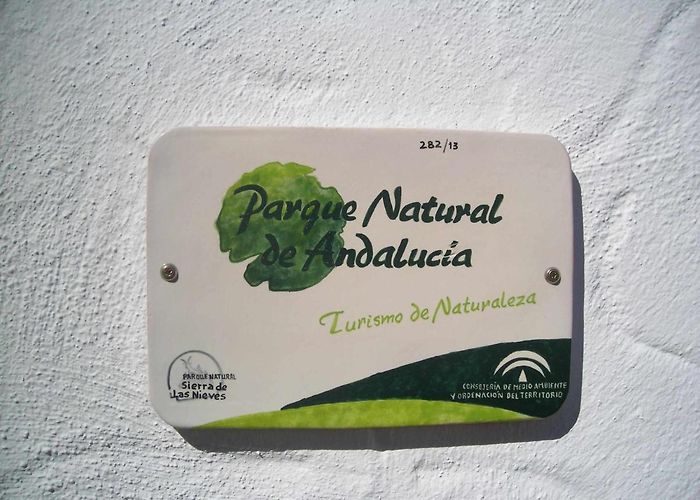 282/13
Parque Natural
de Andalucía
Turismo de Naturaleza
PARQUE NATURAL
Sierra de
Las Nieves
CONSEJERÍA DE MEDIO AMBIENTE
Y ORDENACIÓN DEL TERRITORIO